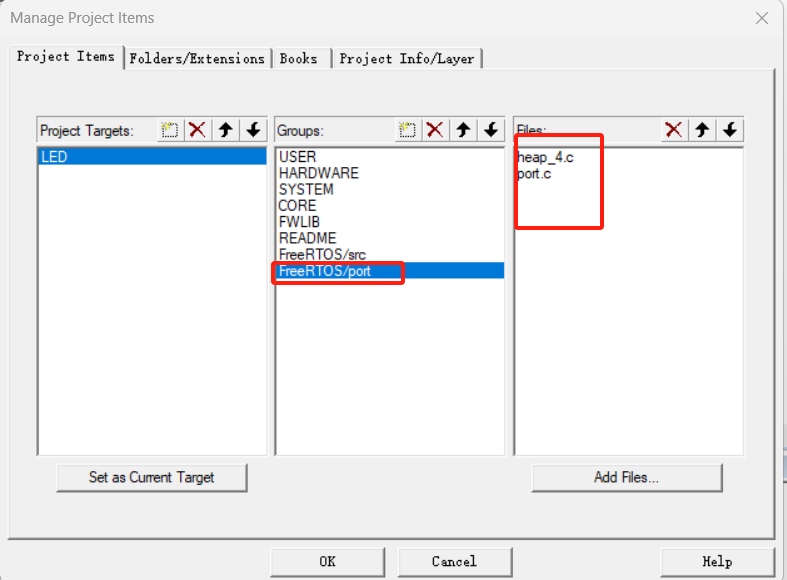 Manage Project Items
Project Items Folders/Extensions Books Project Info/Layer
Project Targets:
LED
Groups:
USER
HARDWARE
SYSTEM
CORE
FWLIB
README
FreeRTOS/src
FreeRTOS/port
Files:
heap_4.c
port.c
Set as Current Target
Add Files...
OK
Cancel
Help